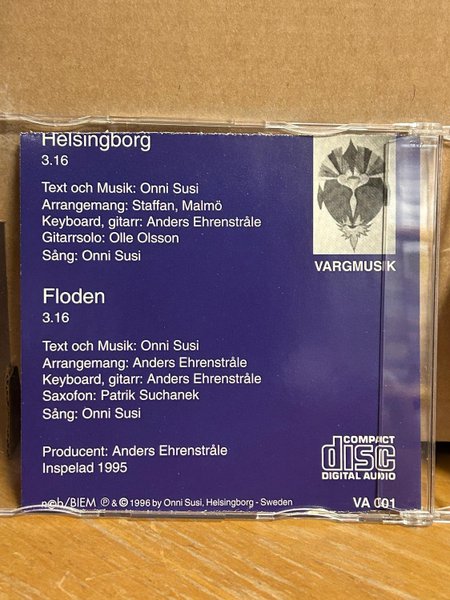 Helsingborg
3.16
Text och Musik: Onni Susi
Arrangemang: Staffan, Malmö
Keyboard, gitarr: Anders Ehrenstråle
Gitarrsolo: Olle Olsson
Sång: Onni Susi
VARGMUSIK
Floden
3.16
Text och Musik: Onni Susi
Arrangemang: Anders Ehrenstråle
Keyboard, gitarr: Anders Ehrenstråle
Saxofon: Patrik Suchanek
Sång: Onni Susi
Producent: Anders Ehrenstråle
Inspelad 1995
COMPACT
disc
DIGITAL AUDIO
n©b/BIEM ℗ & © 1996 by Onni Susi, Helsingborg - Sweden
VA 001